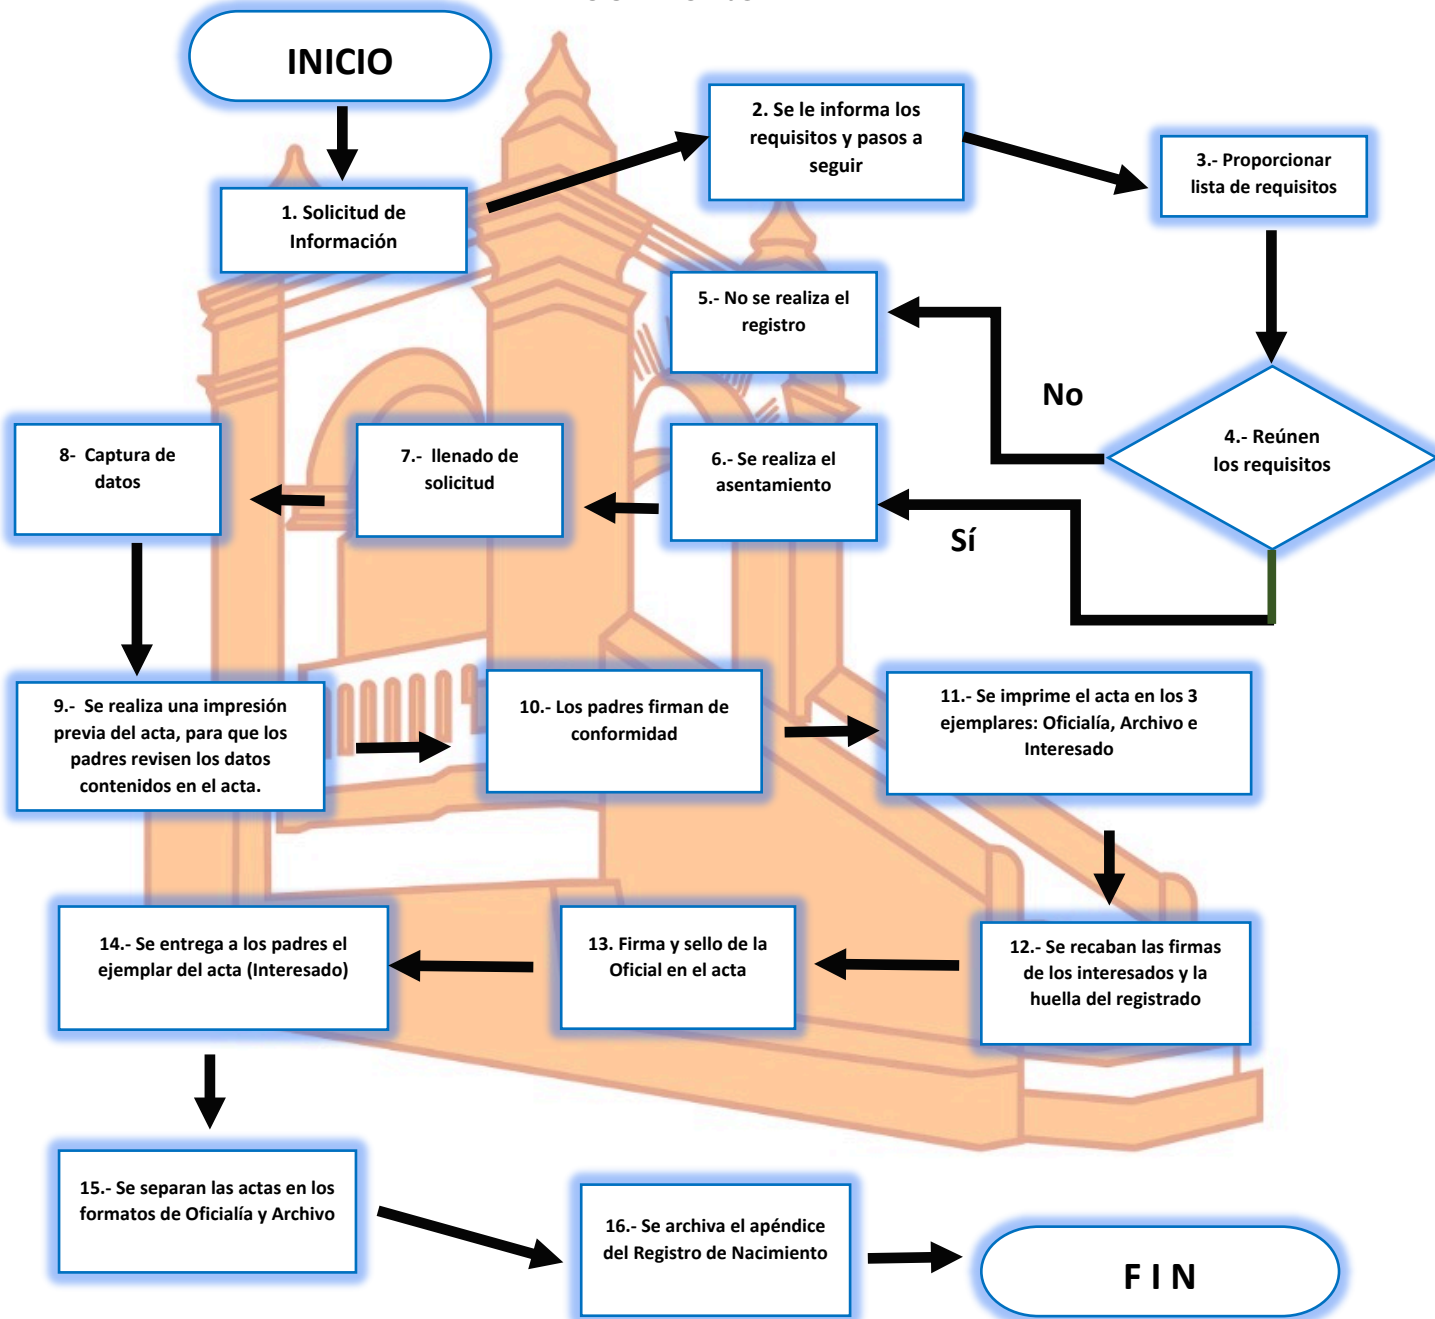 INICIO
1. Solicitud de
Información
2. Se le informa los
requisitos y pasos a
seguir
3.- Proporcionar
lista de requisitos
4.- Reúnen
los requisitos
No
5.- No se realiza el
registro
Sí
6.- Se realiza el
asentamiento
7.- llenado de
solicitud
8- Captura de
datos
9.- Se realiza una impresión
previa del acta, para que los
padres revisen los datos
contenidos en el acta.
10.- Los padres firman de
conformidad
11.- Se imprime el acta en los 3
ejemplares: Oficialía, Archivo e
Interesado
12.- Se recaban las firmas
de los interesados y la
huella del registrado
13. Firma y sello de la
Oficial en el acta
14.- Se entrega a los padres el
ejemplar del acta (Interesado)
15.- Se separan las actas en los
formatos de Oficialía y Archivo
16.- Se archiva el apéndice
del Registro de Nacimiento
F I N